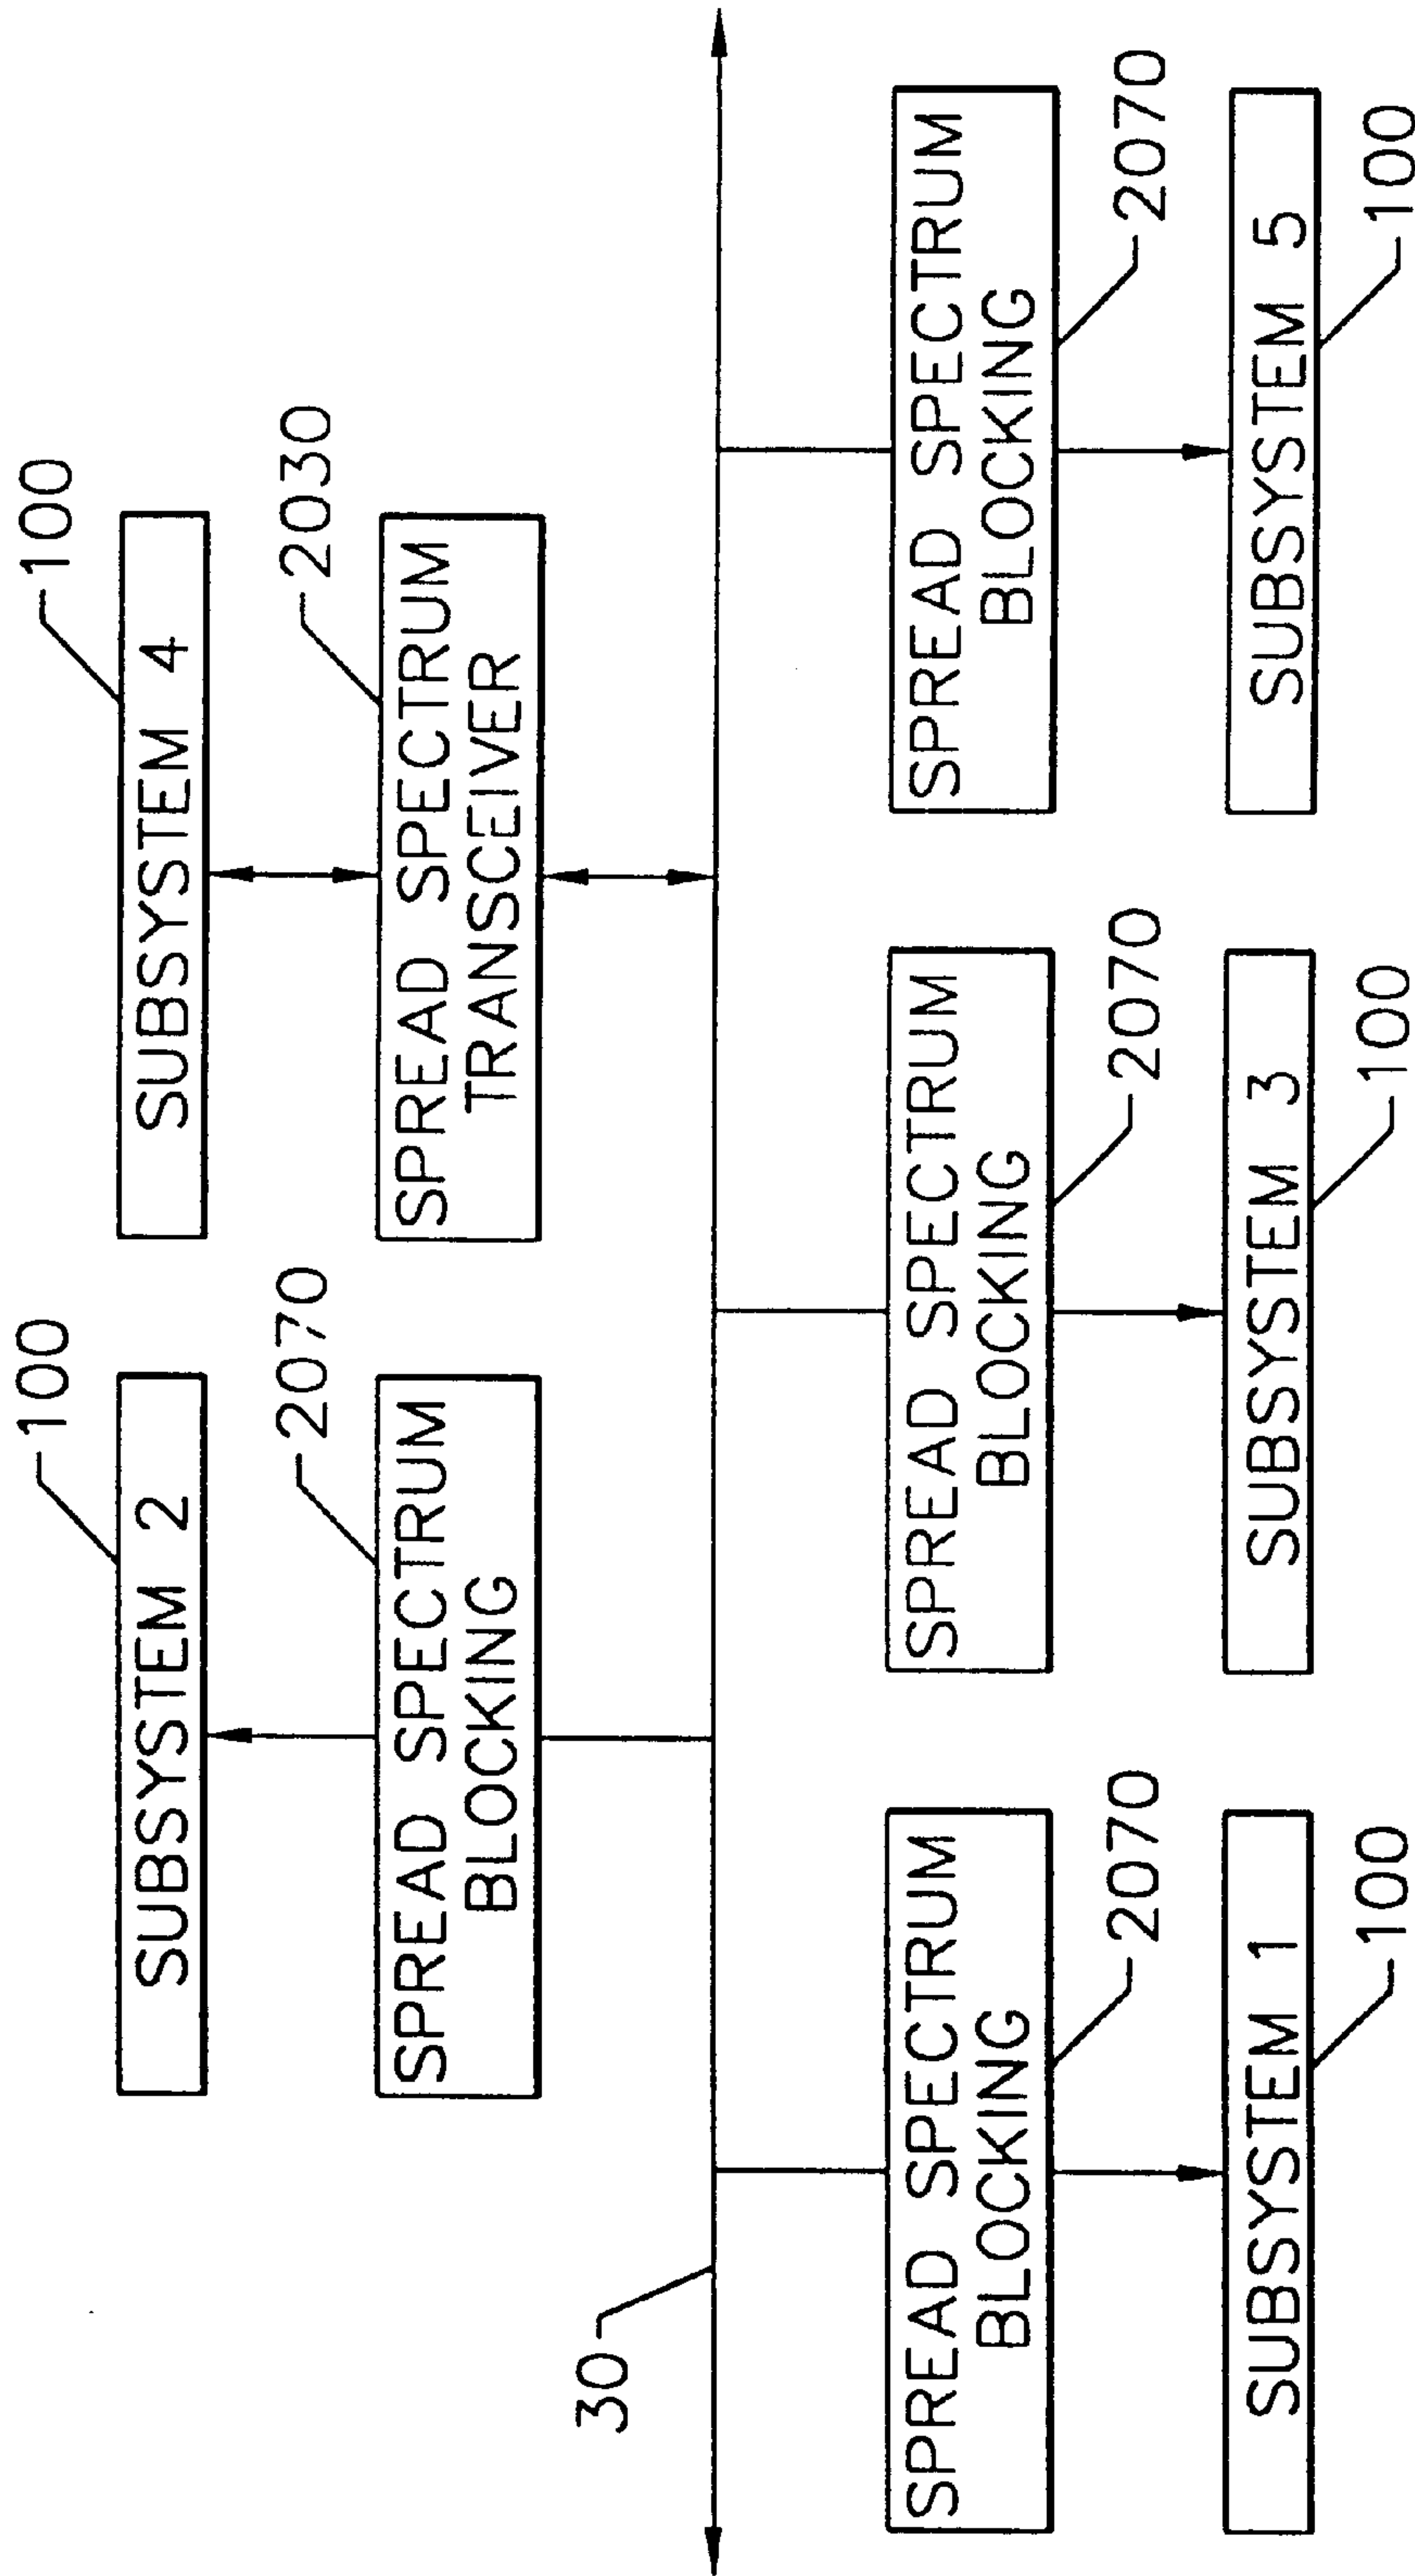 100
100
SUBSYSTEM 2
SUBSYSTEM 4
2070
2030
SPREAD SPECTRUM
BLOCKING
SPREAD SPECTRUM
TRANSCEIVER
30
SPREAD SPECTRUM
BLOCKING
SPREAD SPECTRUM
BLOCKING
SPREAD SPECTRUM
BLOCKING
2070
2070
2070
SUBSYSTEM 1
SUBSYSTEM 3
SUBSYSTEM 5
100
100
100